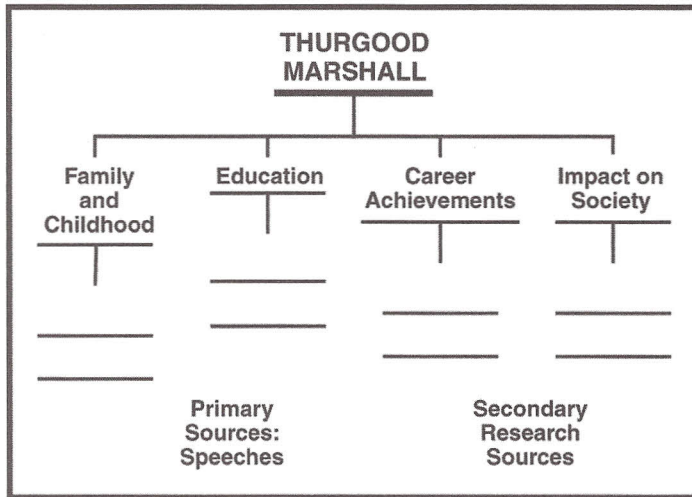 THURGOOD
MARSHALL
Family
and
Childhood
Education
Career
Achievements
Impact on
Society
Primary
Sources:
Speeches
Secondary
Research
Sources